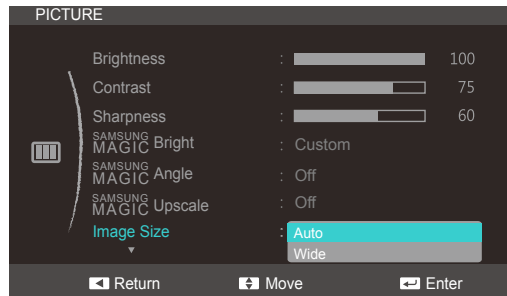 PICTURE
Brightness : 100
Contrast : 75
Sharpness : 60
SAMSUNG MAGIC Bright : Custom
SAMSUNG MAGIC Angle : Off
SAMSUNG MAGIC Upscale : Off
Image Size : Auto
Wide
Return Move Enter